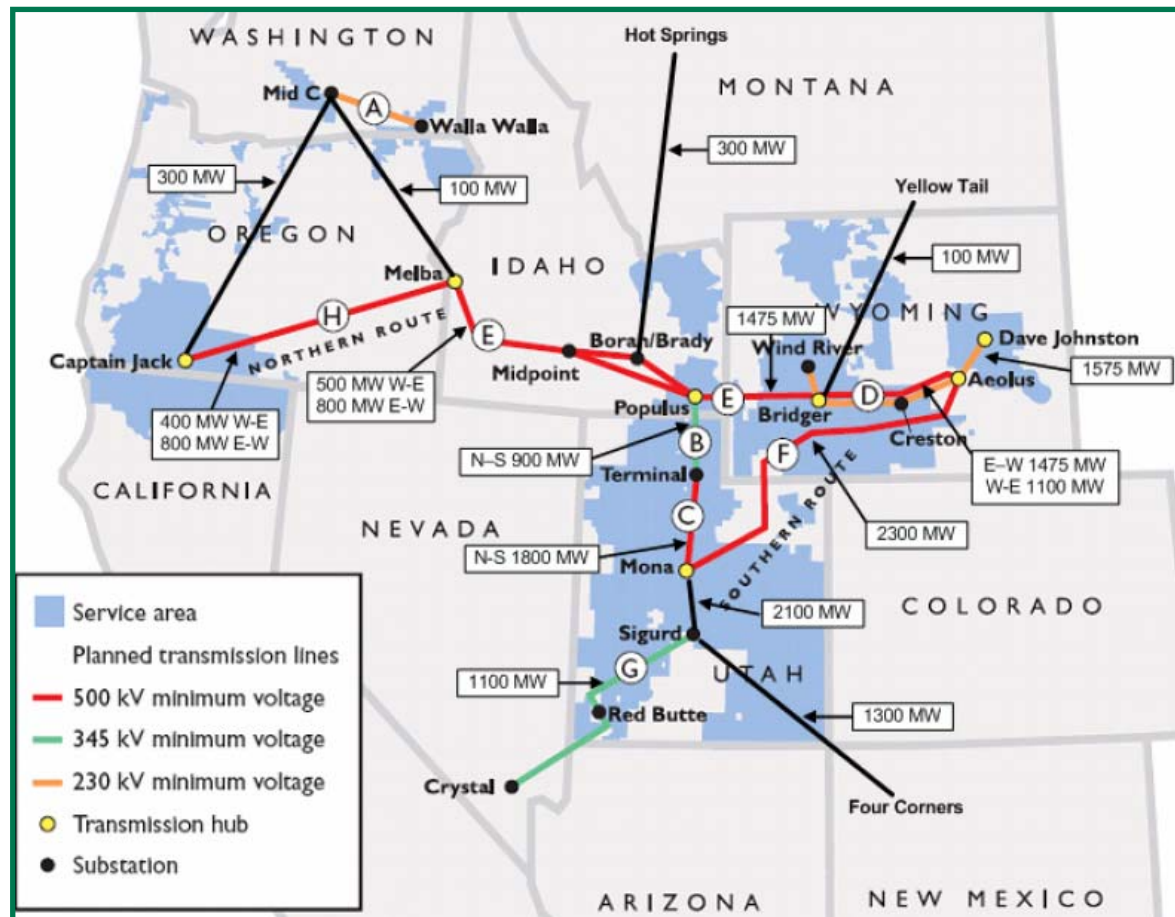 WASHINGTON
Hot Springs
MONTANA
Mid C
A
Walla Walla
300 MW
100 MW
300 MW
Yellow Tail
OREGON
IDAHO
100 MW
Melba
WYOMING
1475 MW
H
NORTHERN ROUTE
E
Borah/Brady
Wind River
Dave Johnston
Captain Jack
Midpoint
1575 MW
500 MW W-E
800 MW E-W
Populus
E
Bridger
D
Aeolus
Creston
400 MW W-E
800 MW E-W
N–S 900 MW
B
F
E–W 1475 MW
W-E 1100 MW
Terminal
CALIFORNIA
NEVADA
C
SOUTHERN ROUTE
2300 MW
N-S 1800 MW
Mona
2100 MW
COLORADO
Service area
Sigurd
Planned transmission lines
G
UTAH
1100 MW
500 kV minimum voltage
Red Butte
1300 MW
345 kV minimum voltage
230 kV minimum voltage
Crystal
Four Corners
Transmission hub
Substation
ARIZONA
NEW MEXICO